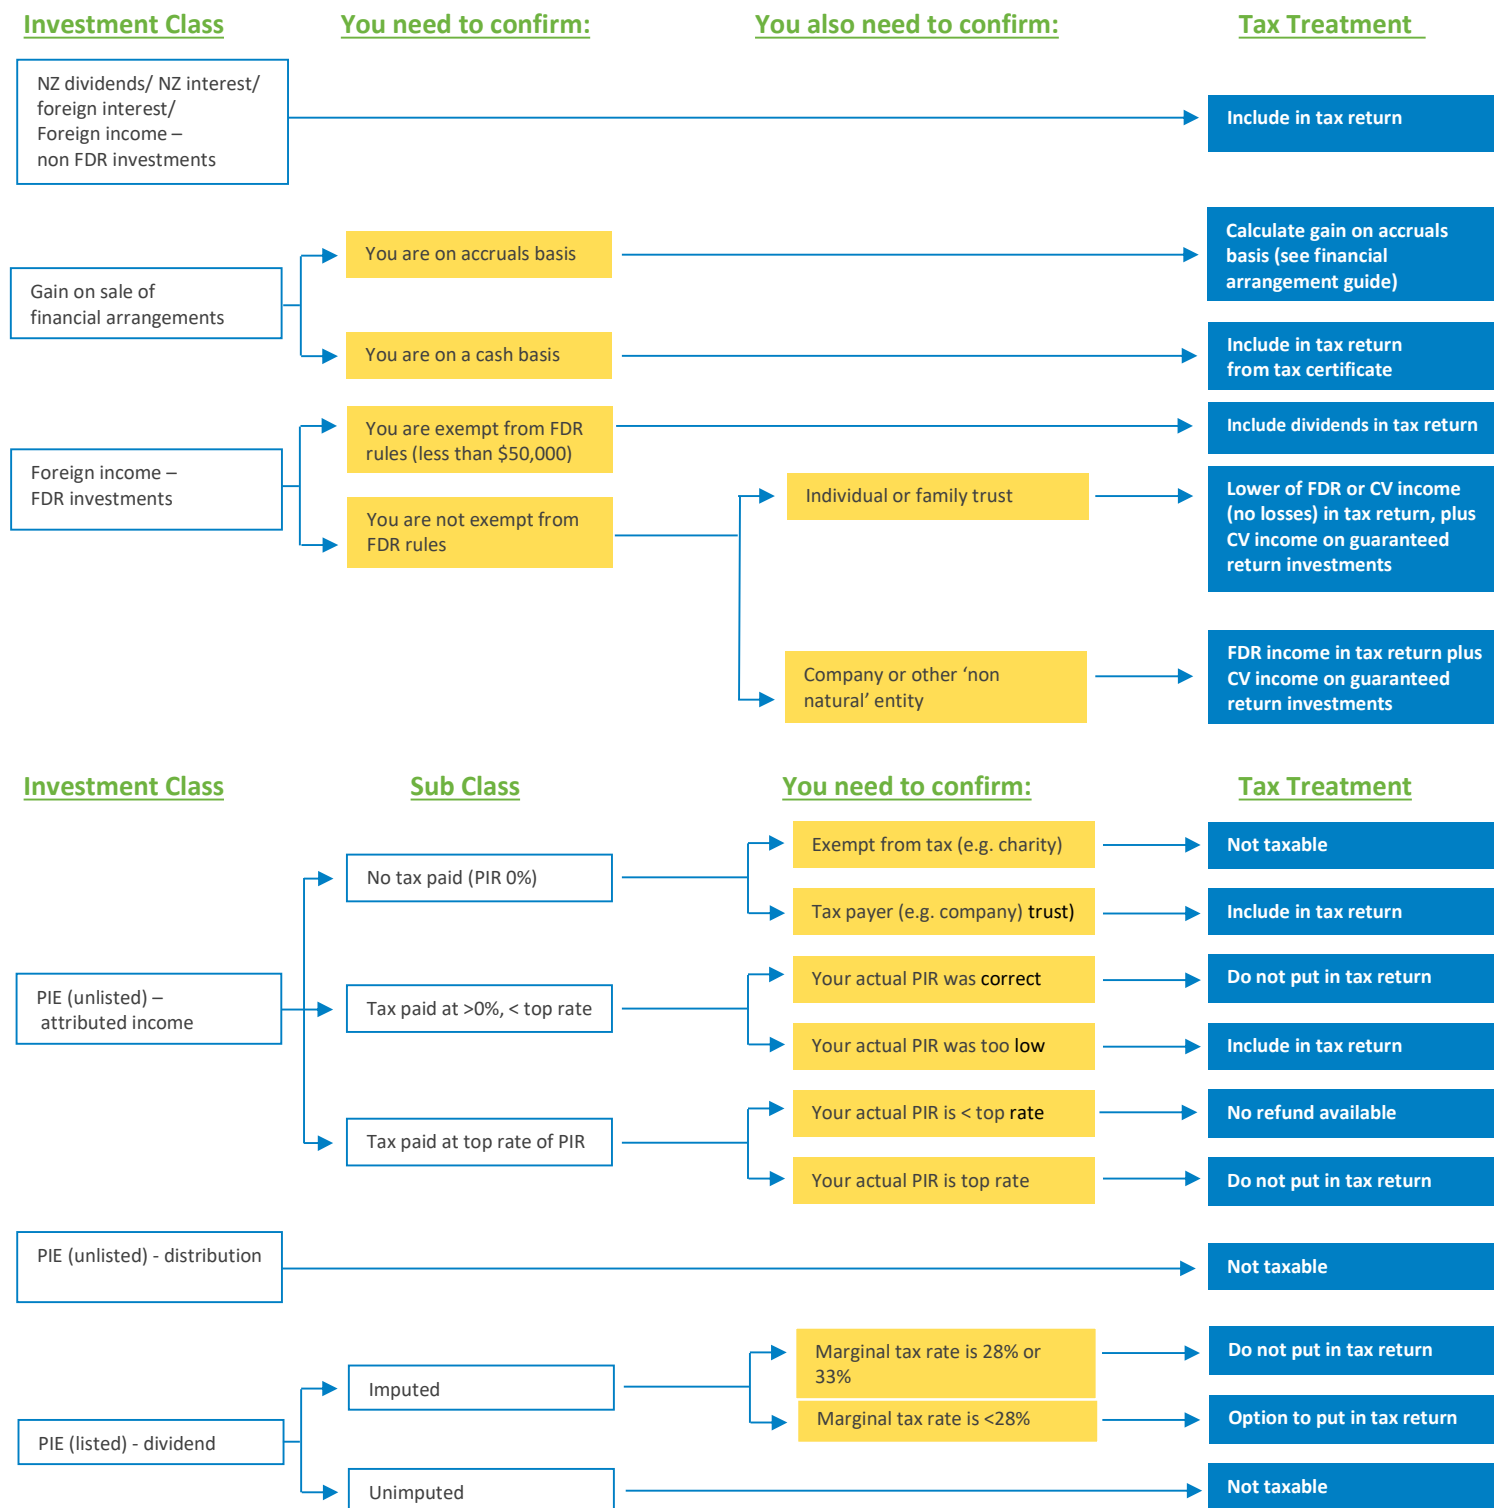 Investment Class
You need to confirm:
You also need to confirm:
Tax Treatment
NZ dividends/ NZ interest/
foreign interest/
Foreign income –
non FDR investments
Include in tax return
Gain on sale of
financial arrangements
You are on accruals basis
Calculate gain on accruals
basis (see financial
arrangement guide)
You are on a cash basis
Include in tax return
from tax certificate
Foreign income –
FDR investments
You are exempt from FDR
rules (less than $50,000)
Include dividends in tax return
You are not exempt from
FDR rules
Individual or family trust
Lower of FDR or CV income
(no losses) in tax return, plus
CV income on guaranteed
return investments
Company or other ‘non
natural’ entity
FDR income in tax return plus
CV income on guaranteed
return investments
Investment Class
Sub Class
You need to confirm:
Tax Treatment
PIE (unlisted) –
attributed income
No tax paid (PIR 0%)
Exempt from tax (e.g. charity)
Not taxable
Tax payer (e.g. company) trust)
Include in tax return
Tax paid at >0%, < top rate
Your actual PIR was correct
Do not put in tax return
Your actual PIR was too low
Include in tax return
Tax paid at top rate of PIR
Your actual PIR is < top rate
No refund available
Your actual PIR is top rate
Do not put in tax return
PIE (unlisted) - distribution
Not taxable
PIE (listed) - dividend
Imputed
Marginal tax rate is 28% or
33%
Do not put in tax return
Marginal tax rate is <28%
Option to put in tax return
Unimputed
Not taxable